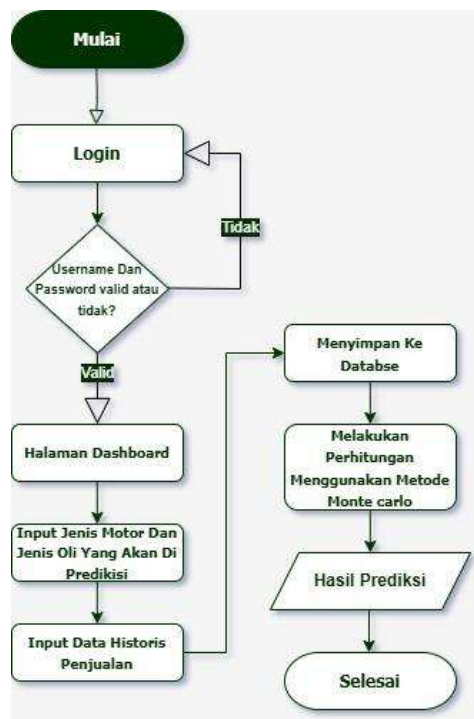 Mulai
Login
Tidak
Username Dan
Password valid atau
tidak?
Valid
Halaman Dashboard
Input Jenis Motor Dan
Jenis Oli Yang Akan Di
Predikisi
Input Data Historis
Penjualan
Menyimpan Ke
Databse
Melakukan
Perhitungan
Menggunakan Metode
Monte carlo
Hasil Prediksi
Selesai